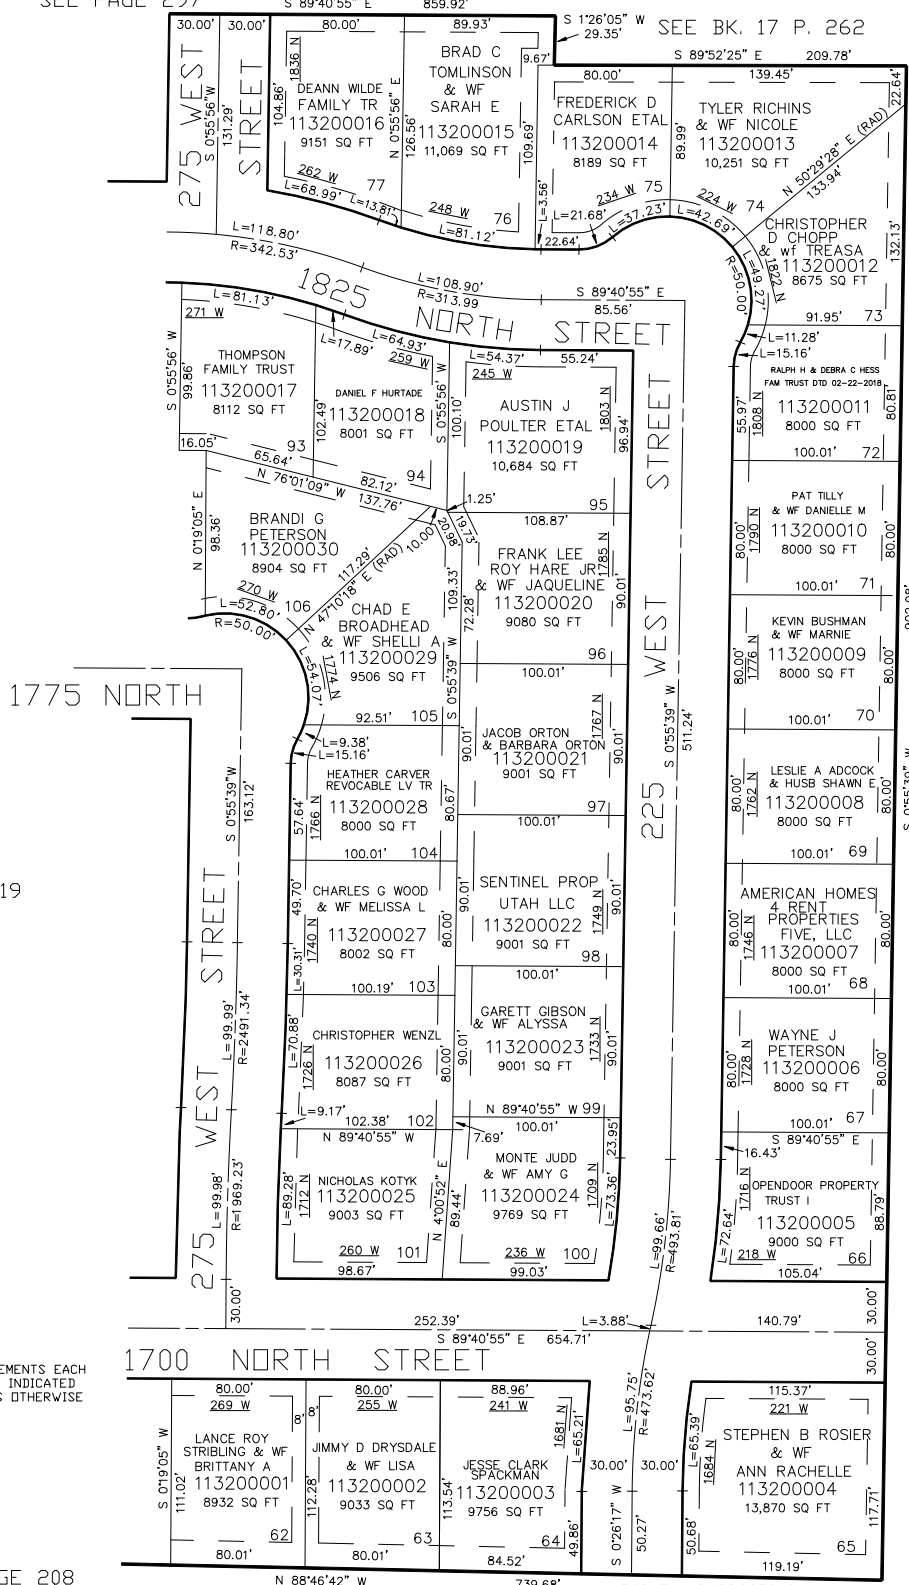 SEE PAGE 297
S 89°40'55" E 859.92'
S 1°26'05" W
29.35'
SEE BK. 17 P. 262
30.00' 30.00' 80.00' 89.93'
S 89°52'25" E 209.78'
275 WEST
STREET
S 0°55'56"W
131.29'
104.86'
1836 N
DEANN WILDE
FAMILY TR
113200016
9151 SQ FT
262 W
L=68.99'
77
L=13.81'
N 0°55'56" E
126.56'
BRAD C
TOMLINSON
& WF
SARAH E
113200015
11,069 SQ FT
9.67'
109.69'
248 W
L=81.12'
76
80.00'
FREDERICK D
CARLSON ETAL
113200014
8189 SQ FT
L=3.56'
234 W
75
L=21.68'
L=37.23'
22.64'
89.99'
139.45'
22.64'
TYLER RICHINS
& WF NICOLE
113200013
10,251 SQ FT
N 50°29'28" E (RAD)
133.94'
224 W
74
L=42.69'
CHRISTOPHER
D CHOPP
& wf TREASA
113200012
8675 SQ FT
132.13'
L=49.27'
1822 N
R=50.00'
91.95' 73
L=118.80'
R=342.53'
L=108.90'
R=313.99
S 89°40'55" E
85.56'
1825
NORTH STREET
L=11.28'
L=15.16'
L=81.13'
271 W
S 0°55'56" W
99.86'
THOMPSON
FAMILY TRUST
113200017
8112 SQ FT
16.05'
93
65.64'
L=17.89'
L=64.93'
259 W
102.49'
DANIEL F HURTADE
113200018
8001 SQ FT
S 0°55'56" W
100.10'
94
82.12'
N 76°01'09" W 137.76'
L=54.37' 55.24'
245 W
AUSTIN J
POULTER ETAL
113200019
10,684 SQ FT
1803 N
96.94'
1.25'
95
108.87'
RALPH H & DEBRA C HESS
FAM TRUST DTD 02-22-2018
113200011
8000 SQ FT
55.97'
1808 N
80.81'
100.01' 72
N 0°19'05" E
98.36'
BRANDI G
PETERSON
113200030
8904 SQ FT
270 W
L=52.80'
R=50.00'
106
117.29'
N 47°10'18" E (RAD)
10.00'
20.98'
19.73'
CHAD E
BROADHEAD
& WF SHELLI A
113200029
9506 SQ FT
L=54.07'
1774 N
109.33'
S 0°55'39" W
92.51' 105
72.28'
FRANK LEE
ROY HARE JR
& WF JAQUELINE
113200020
9080 SQ FT
1785 N
90.01'
96
100.01'
PAT TILLY
& WF DANIELLE M
113200010
8000 SQ FT
80.00'
1790 N
80.00'
100.01' 71
KEVIN BUSHMAN
& WF MARNIE
113200009
8000 SQ FT
80.00'
1776 N
80.00'
100.01' 70
1775 NORTH
225 WEST STREET
S 0°55'39" W
511.24'
L=9.38'
L=15.16'
HEATHER CARVER
REVOCABLE LV TR
113200028
8000 SQ FT
57.64'
1766 N
80.67'
100.01' 104
JACOB ORTON
& BARBARA ORTON
113200021
9001 SQ FT
90.01'
1767 N
90.01'
97
100.01'
LESLIE A ADCOCK
& HUSB SHAWN E
113200008
8000 SQ FT
80.00'
1762 N
80.00'
100.01' 69
S 0°55'39" W
S 0°55'39"W
163.12'
19
CHARLES G WOOD
& WF MELISSA L
113200027
8002 SQ FT
49.70'
L=30.31'
1740 N
80.00'
100.19' 103
SENTINEL PROP
UTAH LLC
113200022
9001 SQ FT
90.01'
1749 N
90.01'
98
100.01'
AMERICAN HOMES
4 RENT
PROPERTIES
FIVE, LLC
113200007
8000 SQ FT
80.00'
1746 N
80.00'
100.01' 68
275 WEST STREET
L=99.99'
R=2491.34'
CHRISTOPHER WENZL
113200026
8087 SQ FT
L=70.88'
1726 N
80.00'
L=9.17'
102.38' 102
N 89°40'55" W
GARETT GIBSON
& WF ALYSSA
113200023
9001 SQ FT
90.01'
1733 N
90.01'
N 89°40'55" W 99
100.01'
WAYNE J
PETERSON
113200006
8000 SQ FT
80.00'
1728 N
80.00'
67
S 89°40'55" E
16.43'
L=99.98'
R=1969.23'
NICHOLAS KOTYK
113200025
9003 SQ FT
L=89.28'
1712 N
260 W 101
98.67'
N 4°00'52" E
89.44'
7.69'
MONTE JUDD
& WF AMY G
113200024
9769 SQ FT
23.95'
1709 N
L=73.36'
236 W 100
99.03'
L=99.66'
R=493.81'
OPENDOOR PROPERTY
TRUST I
113200005
9000 SQ FT
1716 N
L=72.64'
88.79'
218 W 66
105.04'
30.00'
252.39' L=3.88' 140.79'
S 89°40'55" E 654.71'
30.00'
30.00'
1700 NORTH STREET
EMENTS EACH
INDICATED
S OTHERWISE
80.00'
269 W
S 0°19'05" W
111.02'
LANCE ROY
STRIBLING & WF
BRITTANY A
113200001
8932 SQ FT
62
80.01'
8' 8'
80.00'
255 W
112.28'
JIMMY D DRYSDALE
& WF LISA
113200002
9033 SQ FT
63
80.01'
88.96'
241 W
113.54'
JESSE CLARK
SPACKMAN
113200003
9756 SQ FT
1681 N
L=65.21'
49.86'
64
84.52'
L=95.75'
R=473.62'
30.00' 30.00'
S 0°26'17" W
50.27'
115.37'
221 W
L=65.39'
1684 N
50.68'
STEPHEN B ROSIER
& WF
ANN RACHELLE
113200004
13,870 SQ FT
117.71'
65
119.19'
GE 208
N 88°46'42" W 739.68'